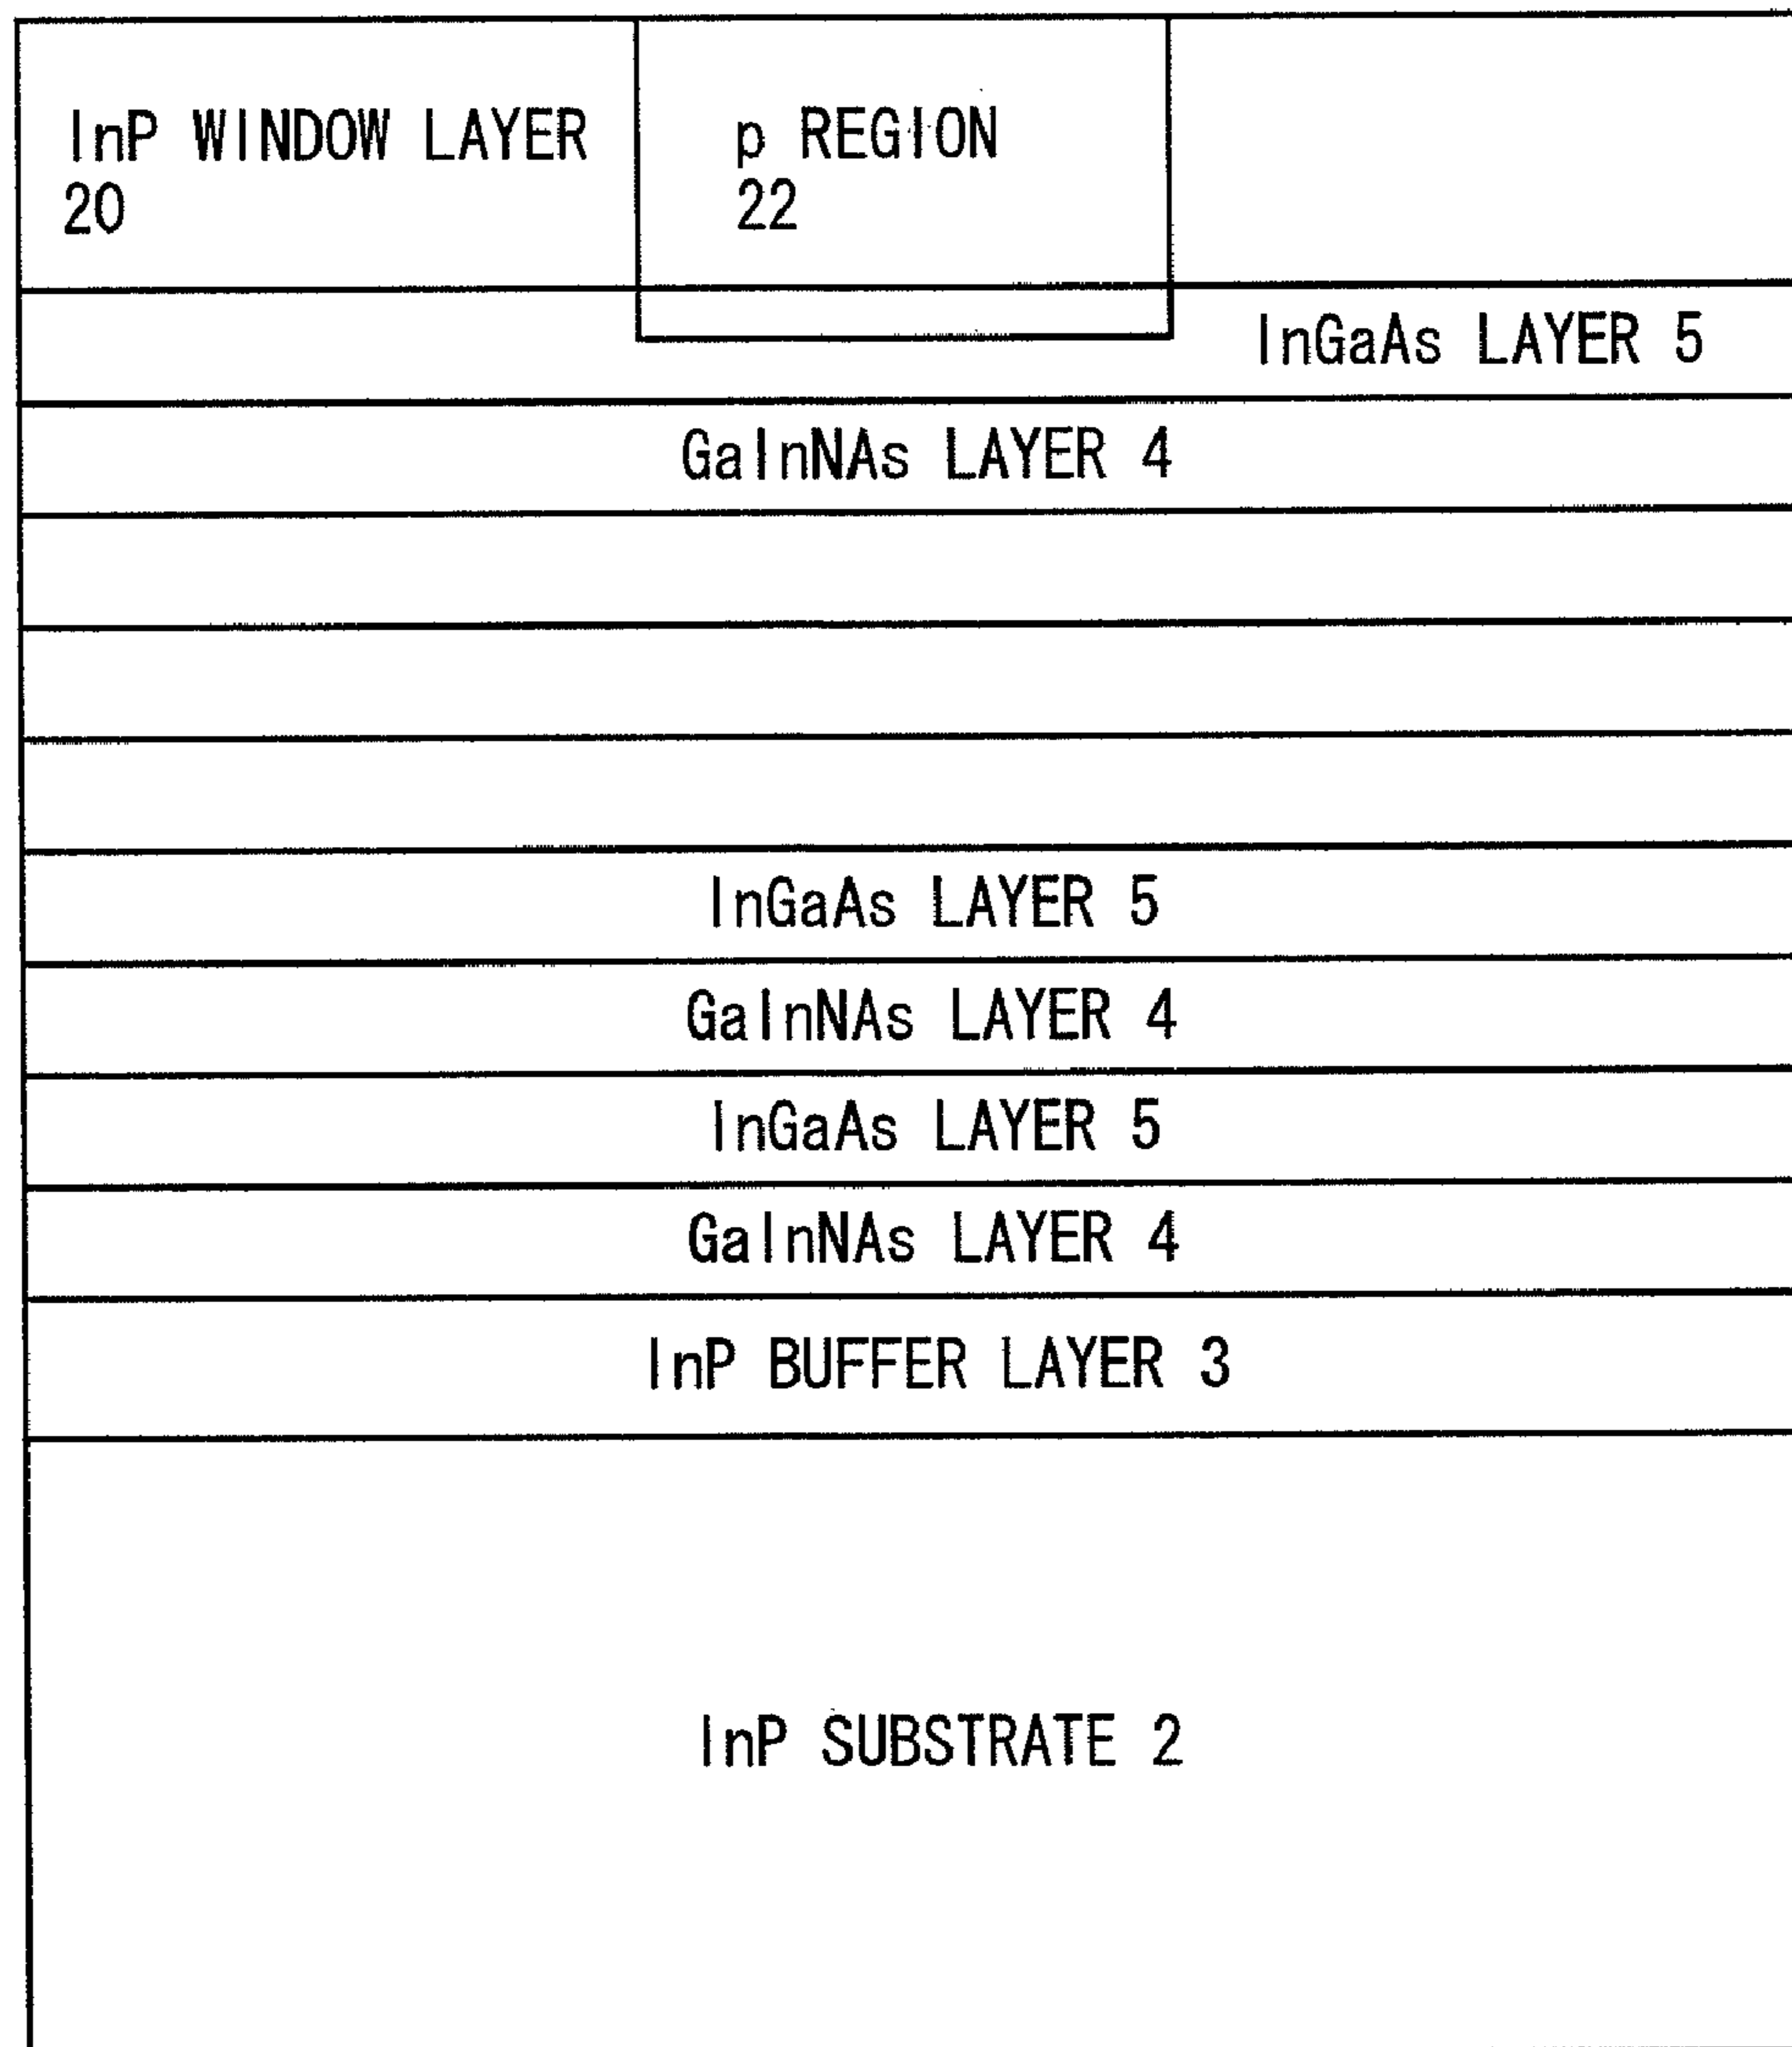 InP WINDOW LAYER
20
p REGION
22
InGaAs LAYER 5
GaInNAs LAYER 4
InGaAs LAYER 5
GaInNAs LAYER 4
InGaAs LAYER 5
GaInNAs LAYER 4
InP BUFFER LAYER 3
InP SUBSTRATE 2